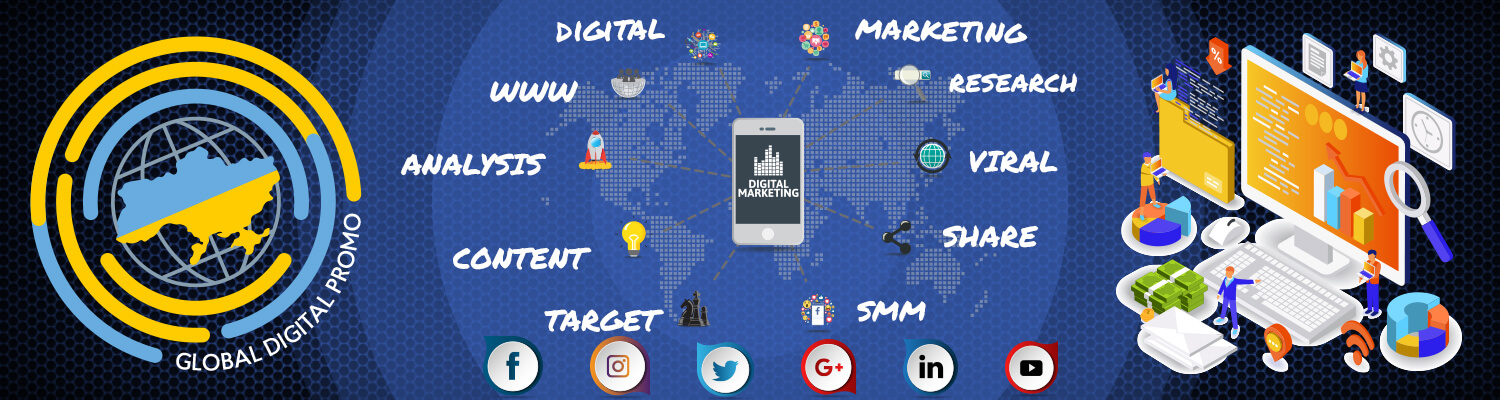 GLOBAL DIGITAL PROMO
DIGITAL
MARKETING
WWW
RESEARCH
ANALYSIS
VIRAL
CONTENT
SHARE
TARGET
SMM
DIGITAL
MARKETING
f
G+
in
%